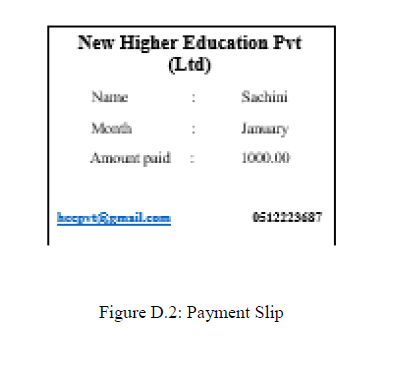 New Higher Education Pvt
(Ltd)
Name : Sachini
Month : January
Amount paid : 1000.00
hecpvt@gmail.com 0512223687
Figure D.2: Payment Slip